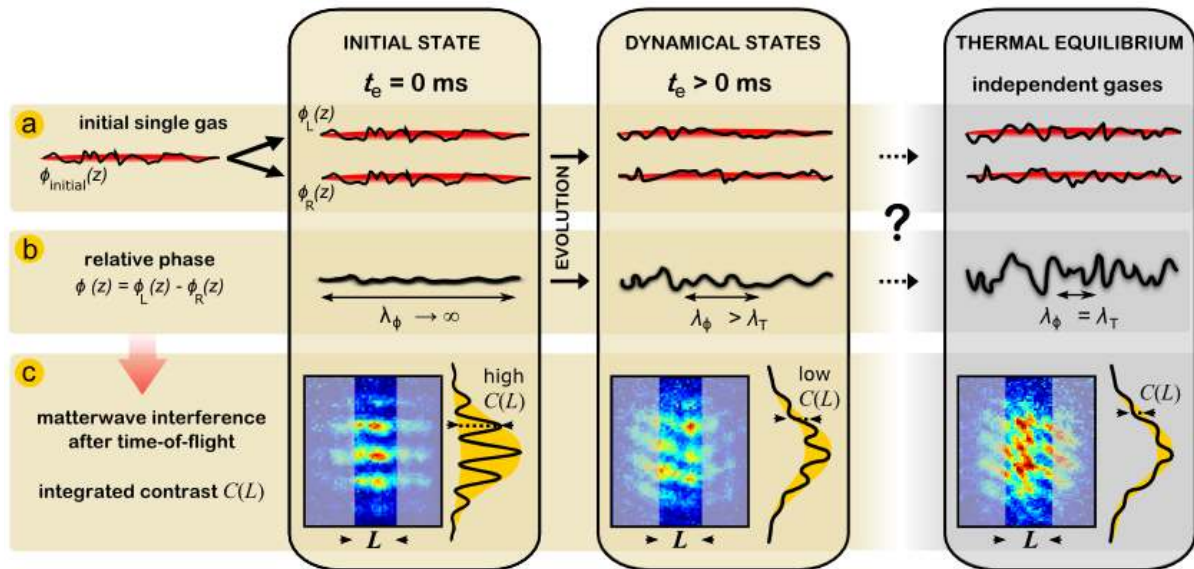 INITIAL STATE
t_e = 0 ms
DYNAMICAL STATES
t_e > 0 ms
THERMAL EQUILIBRIUM
independent gases
a
initial single gas
ϕ_initial(z)
ϕ_L(z)
ϕ_R(z)
EVOLUTION
?
b
relative phase
ϕ(z) = ϕ_L(z) - ϕ_R(z)
λ_ϕ → ∞
λ_ϕ > λ_T
λ_ϕ = λ_T
c
matterwave interference
after time-of-flight
integrated contrast C(L)
high
C(L)
L
low
C(L)
L
C(L)
L